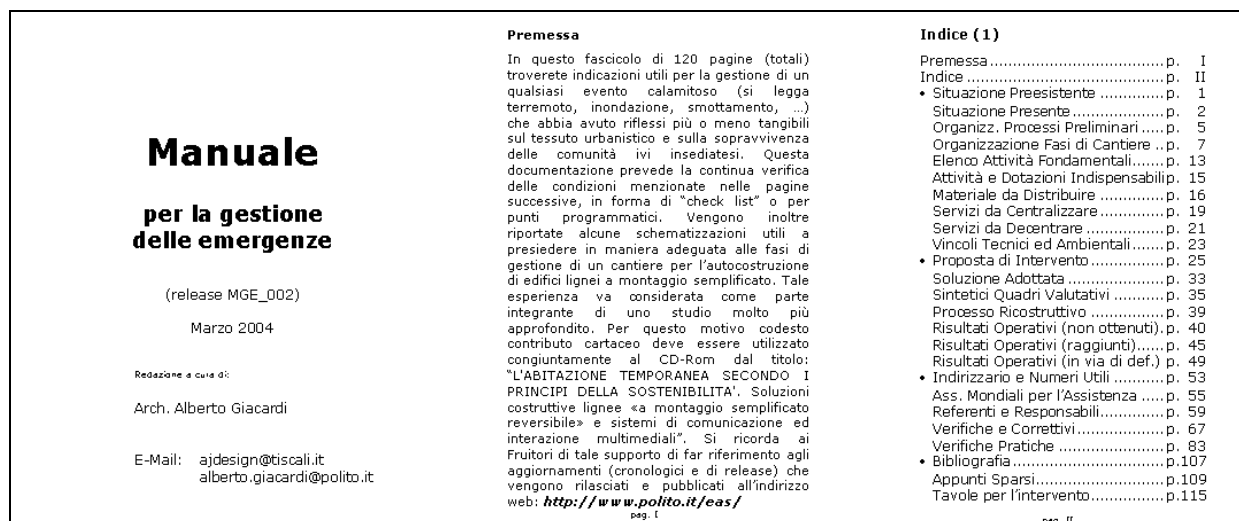 Manuale
per la gestione
delle emergenze
(release MGE_002)
Marzo 2004
Redazione a cura di:
Arch. Alberto Giacardi
E-Mail: ajdesign@tiscali.it
alberto.giacardi@polito.it
Premessa
In questo fascicolo di 120 pagine (totali)
troverete indicazioni utili per la gestione di un
qualsiasi evento calamitoso (si legga
terremoto, inondazione, smottamento, ...)
che abbia avuto riflessi più o meno tangibili
sul tessuto urbanistico e sulla sopravvivenza
delle comunità ivi insediatesi. Questa
documentazione prevede la continua verifica
delle condizioni menzionate nelle pagine
successive, in forma di “check list” o per
punti programmatici. Vengono inoltre
riportate alcune schematizzazioni utili a
presiedere in maniera adeguata alle fasi di
gestione di un cantiere per l’autocostruzione
di edifici lignei a montaggio semplificato. Tale
esperienza va considerata come parte
integrante di uno studio molto più
approfondito. Per questo motivo codesto
contributo cartaceo deve essere utilizzato
congiuntamente al CD-Rom dal titolo:
“L'ABITAZIONE TEMPORANEA SECONDO I
PRINCIPI DELLA SOSTENIBILITA'. Soluzioni
costruttive lignee «a montaggio semplificato
reversibile» e sistemi di comunicazione ed
interazione multimediali”. Si ricorda ai
Fruitori di tale supporto di far riferimento agli
aggiornamenti (cronologici e di release) che
vengono rilasciati e pubblicati all’indirizzo
web: http://www.polito.it/eas/
pag. I
Indice (1)
Premessa.....................................p. I
Indice ........................................p. II
• Situazione Preesistente .............p. 1
Situazione Presente ..................p. 2
Organizz. Processi Preliminari .....p. 5
Organizzazione Fasi di Cantiere ..p. 7
Elenco Attività Fondamentali.......p. 13
Attività e Dotazioni Indispensabilip. 15
Materiale da Distribuire .............p. 16
Servizi da Centralizzare.............p. 19
Servizi da Decentrare ...............p. 21
Vincoli Tecnici ed Ambientali.......p. 23
• Proposta di Intervento...............p. 25
Soluzione Adottata ...................p. 33
Sintetici Quadri Valutativi ..........p. 35
Processo Ricostruttivo ..............p. 39
Risultati Operativi (non ottenuti).p. 40
Risultati Operativi (raggiunti)......p. 45
Risultati Operativi (in via di def.) p. 49
• Indirizzario e Numeri Utili ..........p. 53
Ass. Mondiali per l’Assistenza .....p. 55
Referenti e Responsabili............p. 59
Verifiche e Correttivi.................p. 67
Verifiche Pratiche ....................p. 83
• Bibliografia..............................p.107
Appunti Sparsi.........................p.109
Tavole per l’intervento..............p.115
pag. II